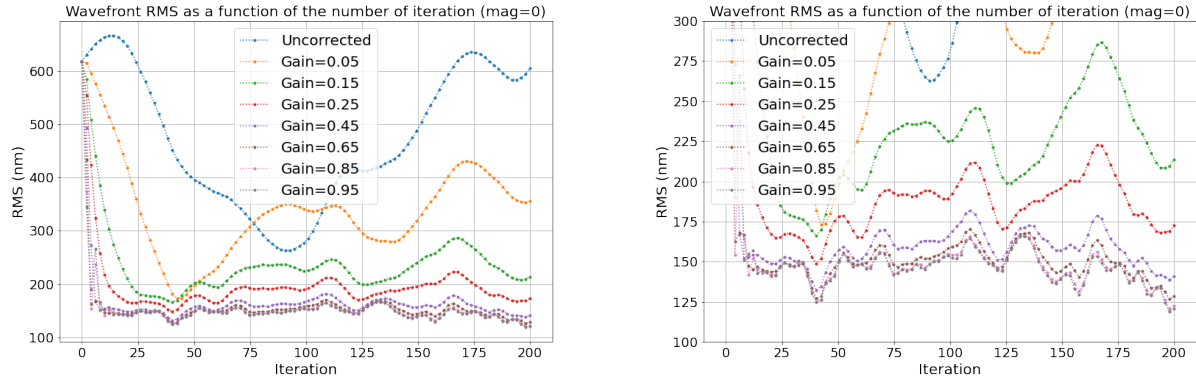 Wavefront RMS as a function of the number of iteration (mag=0)
RMS (nm)
600
500
400
300
200
100
Uncorrected
Gain=0.05
Gain=0.15
Gain=0.25
Gain=0.45
Gain=0.65
Gain=0.85
Gain=0.95
0 25 50 75 100 125 150 175 200
Iteration
Wavefront RMS as a function of the number of iteration (mag=0)
RMS (nm)
300
275
250
225
200
175
150
125
100
Uncorrected
Gain=0.05
Gain=0.15
Gain=0.25
Gain=0.45
Gain=0.65
Gain=0.85
Gain=0.95
0 25 50 75 100 125 150 175 200
Iteration